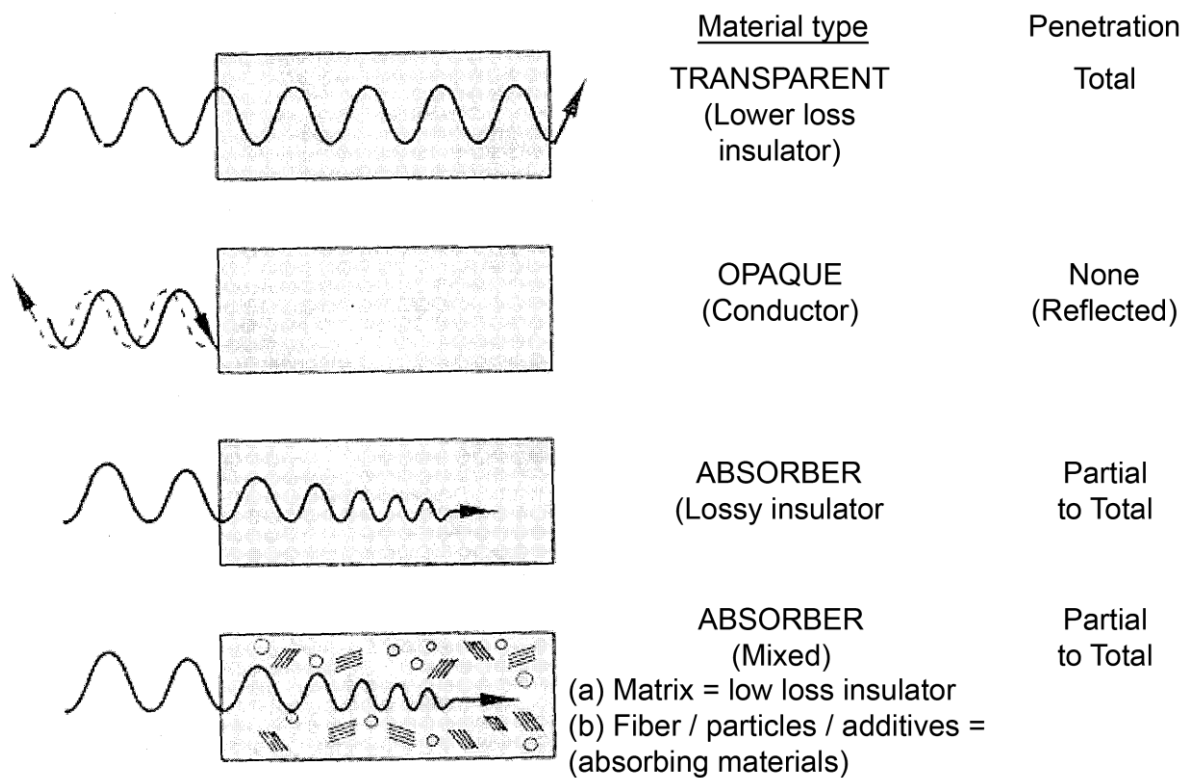 Material type Penetration
TRANSPARENT Total
(Lower loss
insulator)
OPAQUE None
(Conductor) (Reflected)
ABSORBER Partial
(Lossy insulator to Total
ABSORBER Partial
(Mixed) to Total
(a) Matrix = low loss insulator
(b) Fiber / particles / additives =
(absorbing materials)